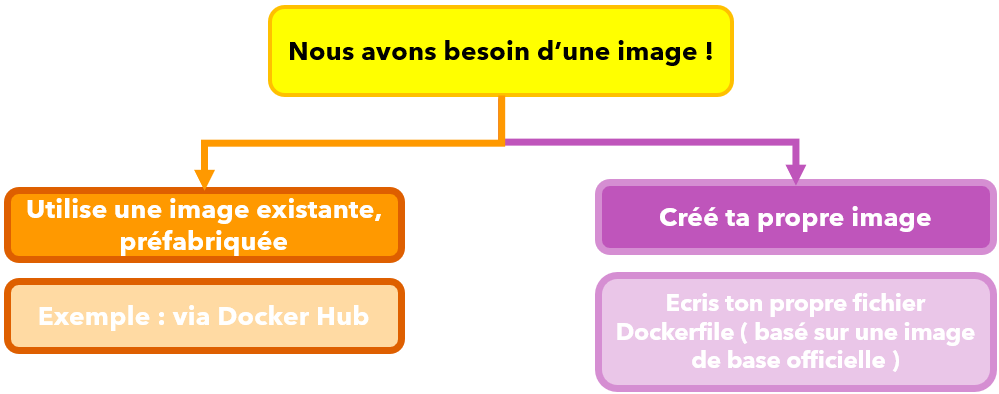 Nous avons besoin d’une image !
Utilise une image existante,
préfabriquée
Créé ta propre image
Exemple : via Docker Hub
Ecris ton propre fichier
Dockerfile ( basé sur une image
de base officielle )